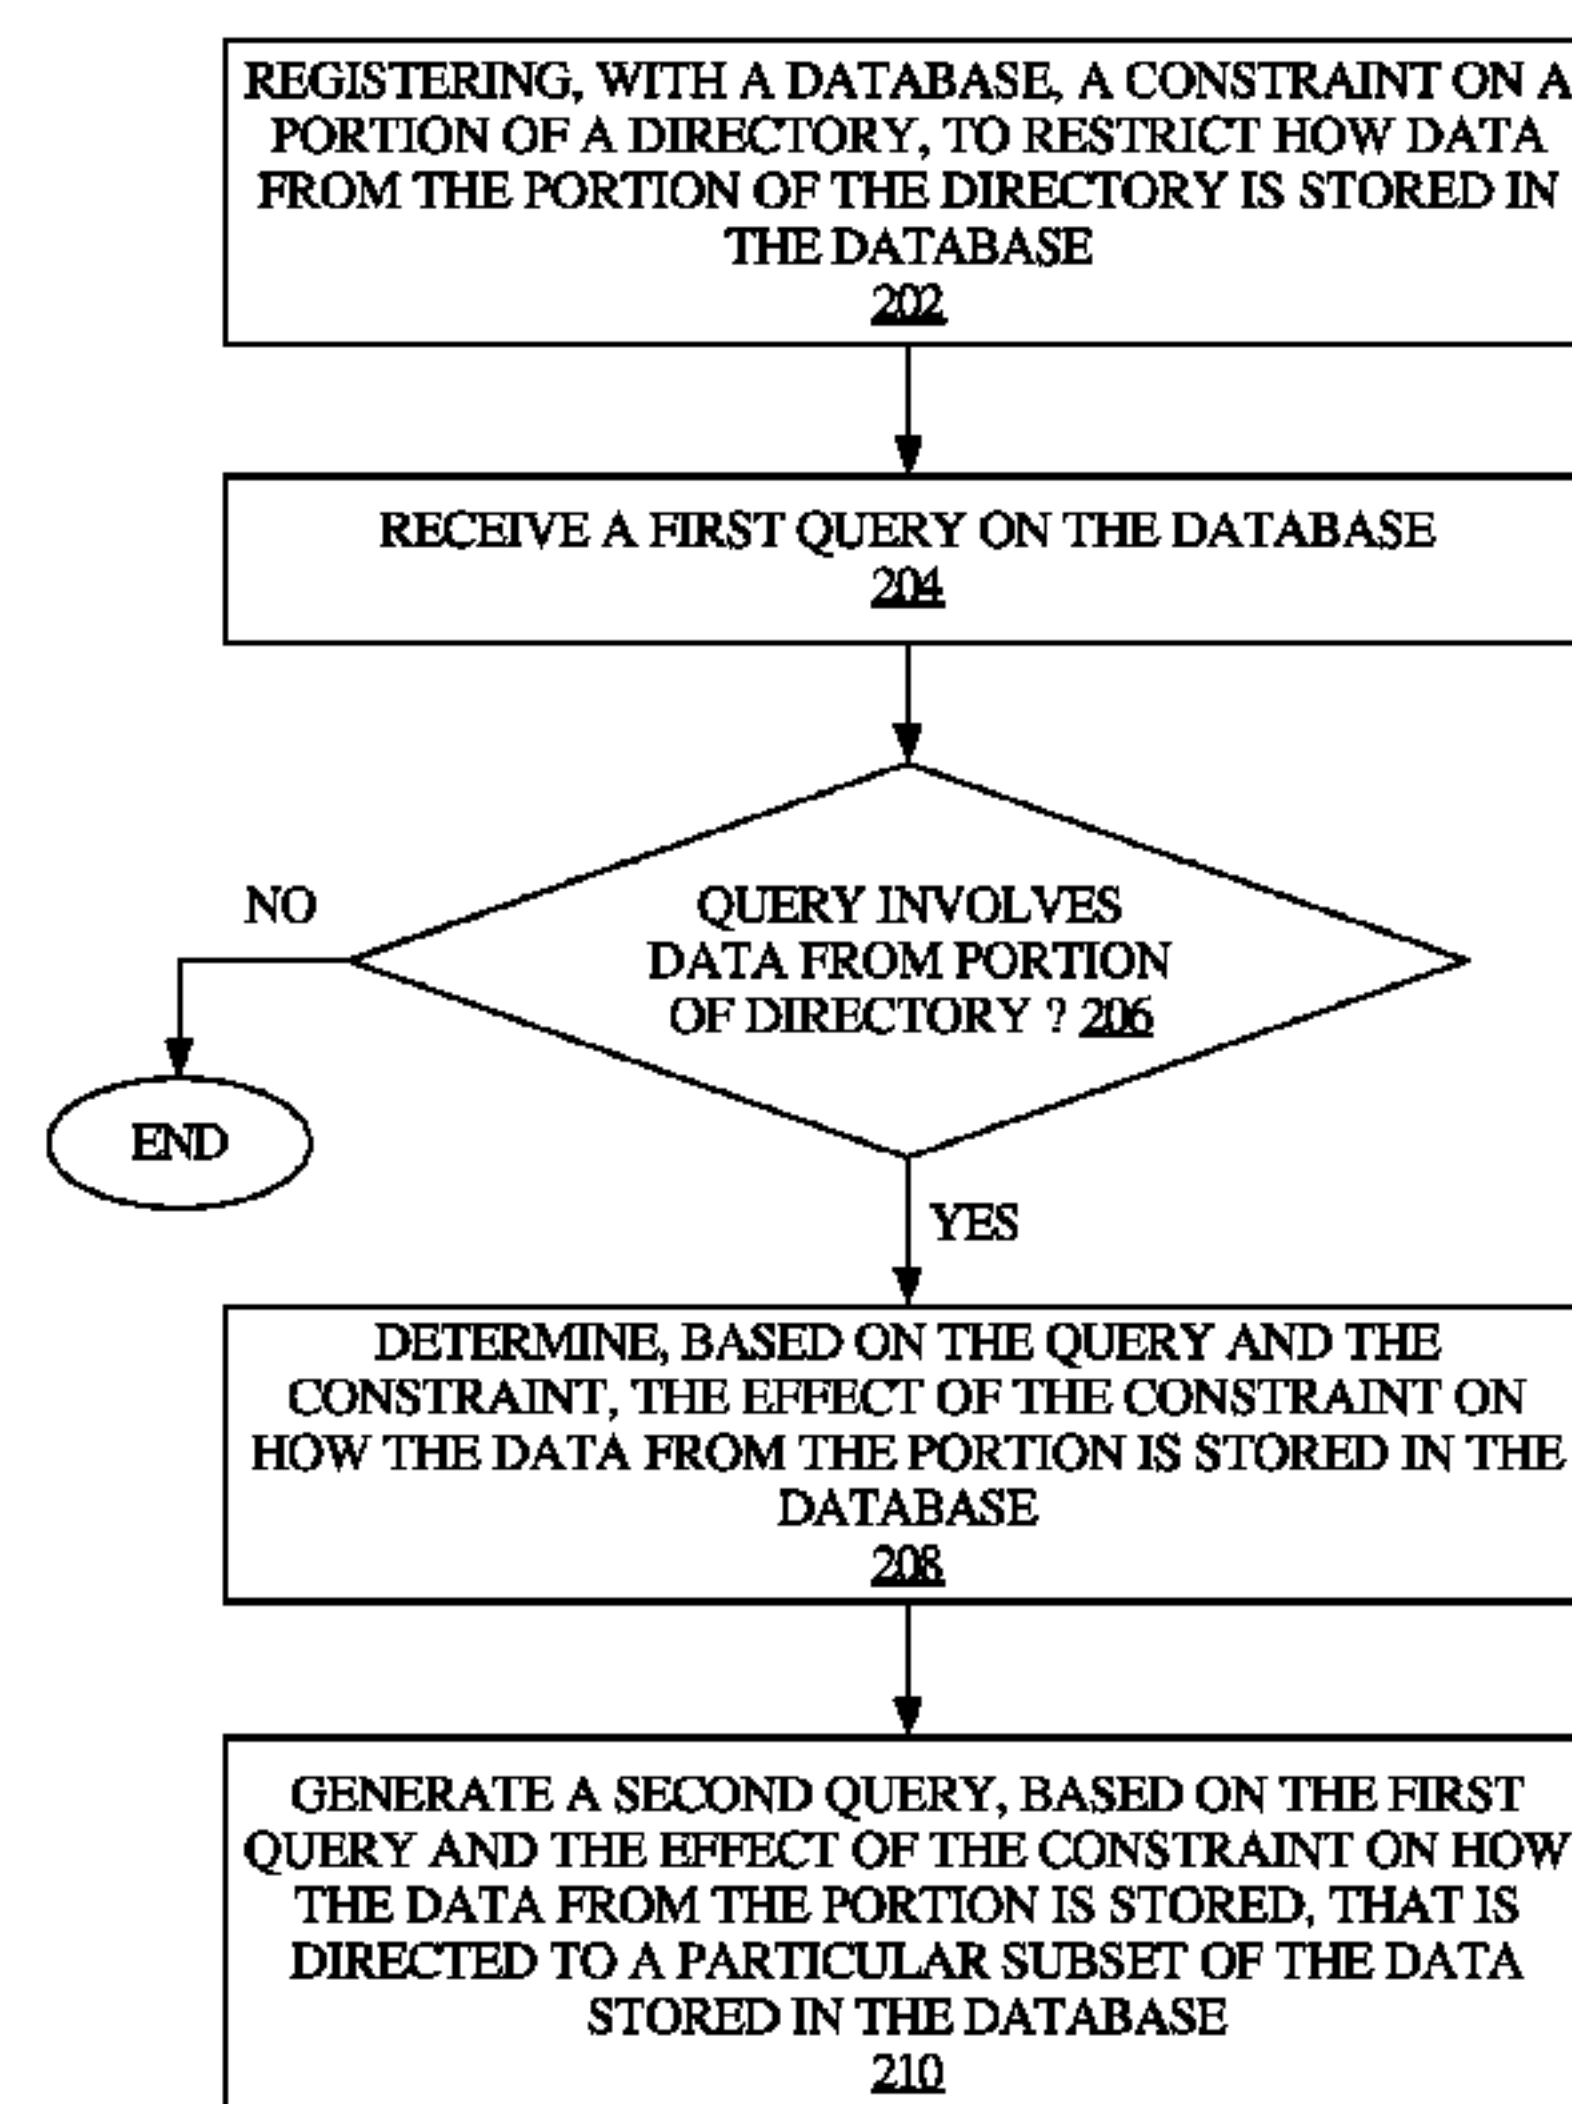 REGISTERING, WITH A DATABASE, A CONSTRAINT ON A
PORTION OF A DIRECTORY, TO RESTRICT HOW DATA
FROM THE PORTION OF THE DIRECTORY IS STORED IN
THE DATABASE
202
RECEIVE A FIRST QUERY ON THE DATABASE
204
NO
QUERY INVOLVES
DATA FROM PORTION
OF DIRECTORY ? 206
END
YES
DETERMINE, BASED ON THE QUERY AND THE
CONSTRAINT, THE EFFECT OF THE CONSTRAINT ON
HOW THE DATA FROM THE PORTION IS STORED IN THE
DATABASE
208
GENERATE A SECOND QUERY, BASED ON THE FIRST
QUERY AND THE EFFECT OF THE CONSTRAINT ON HOW
THE DATA FROM THE PORTION IS STORED, THAT IS
DIRECTED TO A PARTICULAR SUBSET OF THE DATA
STORED IN THE DATABASE
210